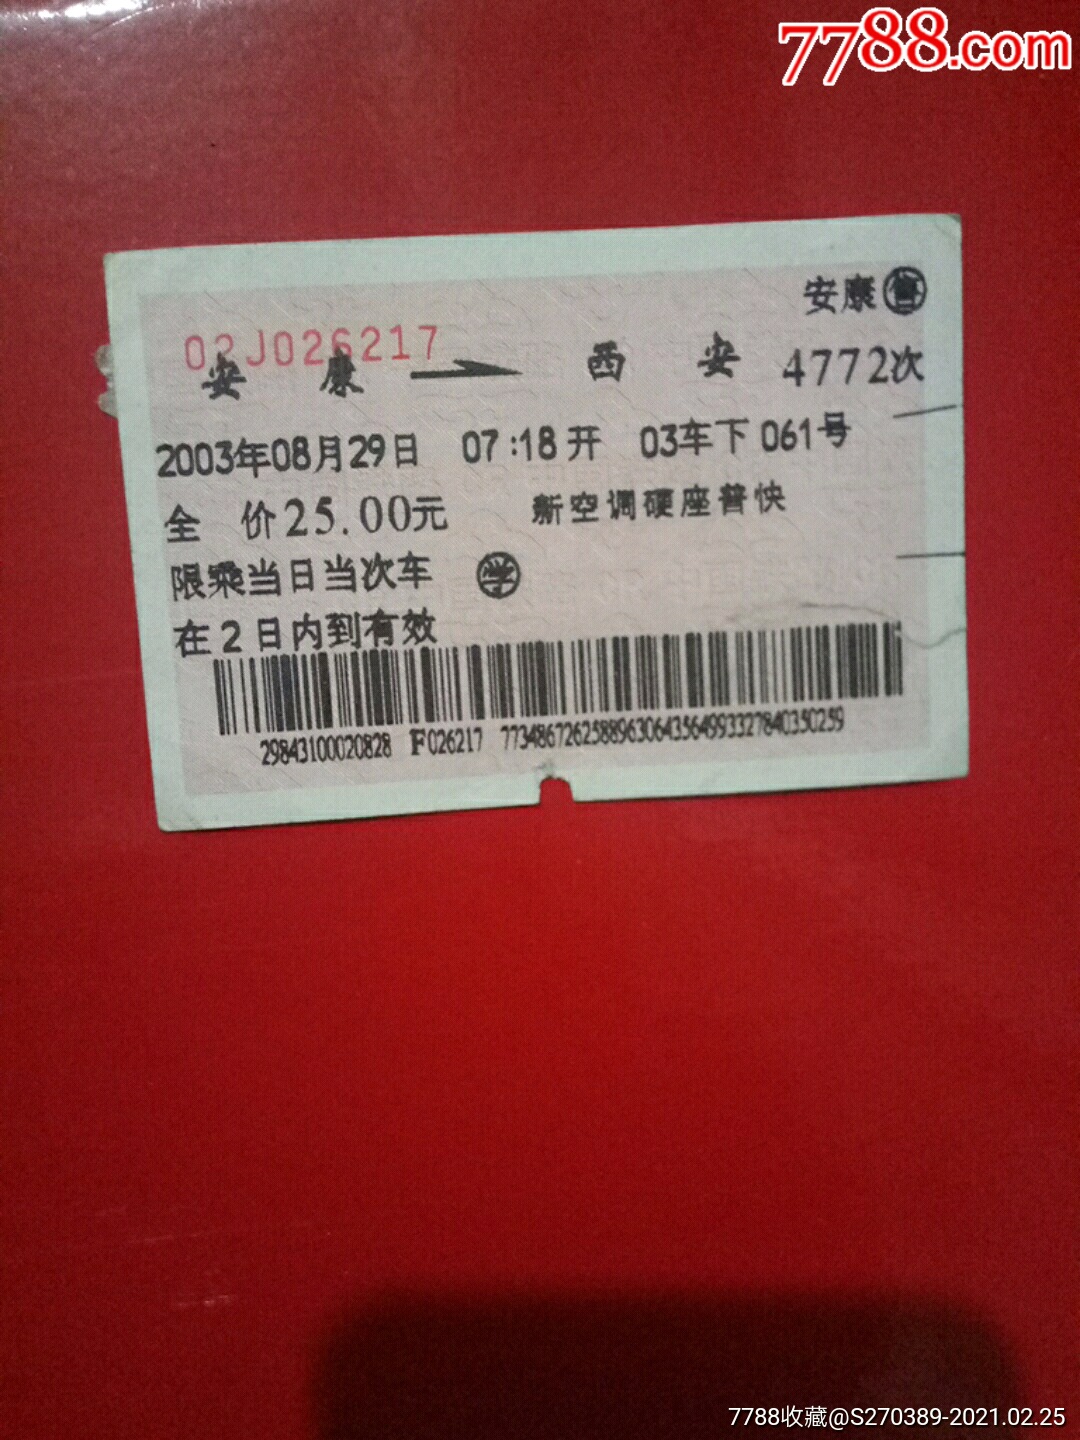 7788.com
安康售
02J026217
安康 西安 4772次
2003年08月29日 07:18开 03车下061号
全 价25.00元 新空调硬座普快
限乘当日当次车 学
在2日内到有效
29843100020828 F026217 7734867262588963064356499332784035025​9
7788收藏@S270389-2021.02.25